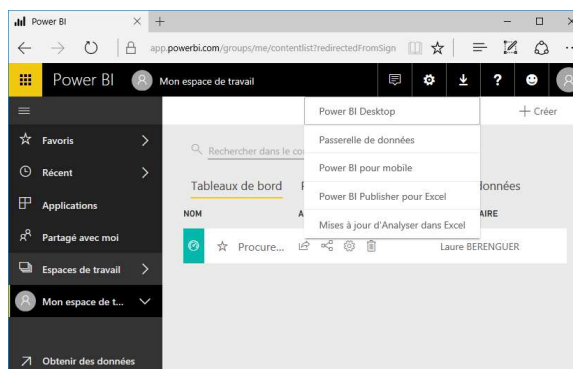 Power BI
app.powerbi.com/groups/me/contentlist?redirectedFromSign
Power BI Mon espace de travail
Power BI Desktop
Créer
Passerelle de données
Favoris
Rechercher dans le co
Récent
Power BI pour mobile
Tableaux de bord
onnées
Applications
Power BI Publisher pour Excel
NOM
AIRE
Partagé avec moi
Mises à jour d'Analyser dans Excel
Procure...
Laure BERENGUER
Espaces de travail
Mon espace de t...
Obtenir des données